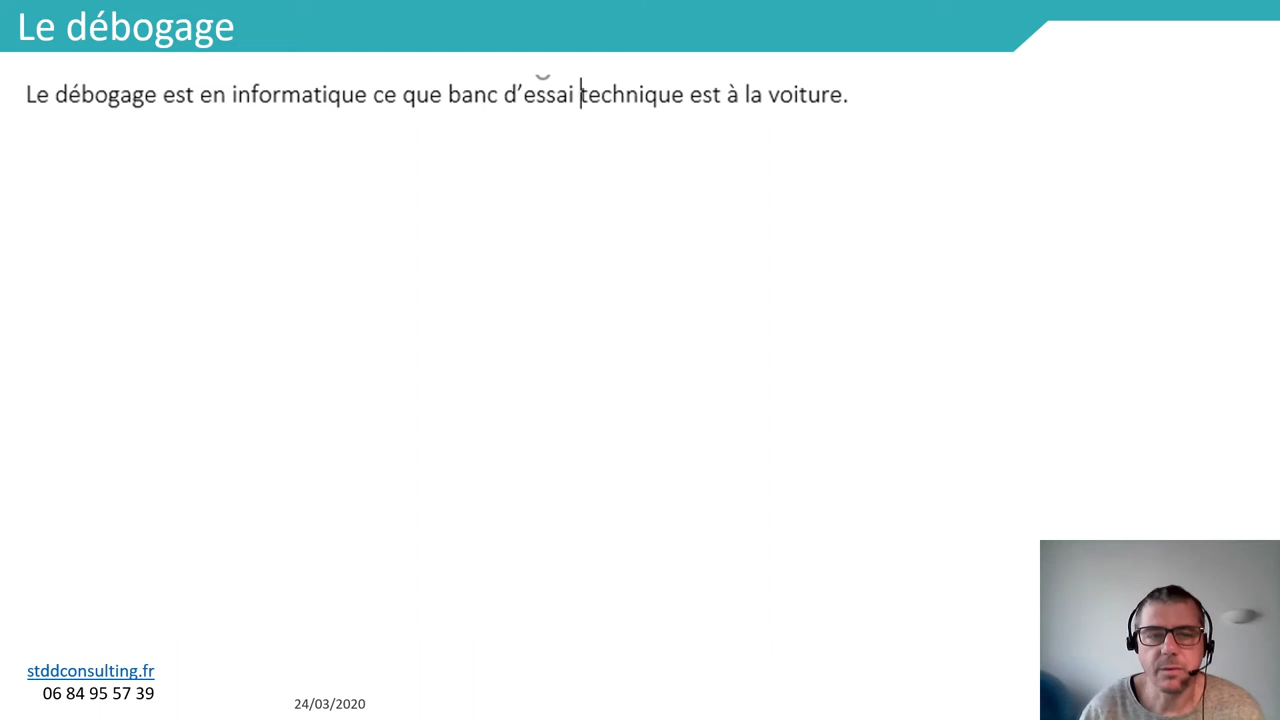 Le débogage
Le débogage est en informatique ce que banc d’essai technique est à la voiture.
stddconsulting.fr
06 84 95 57 39
24/03/2020